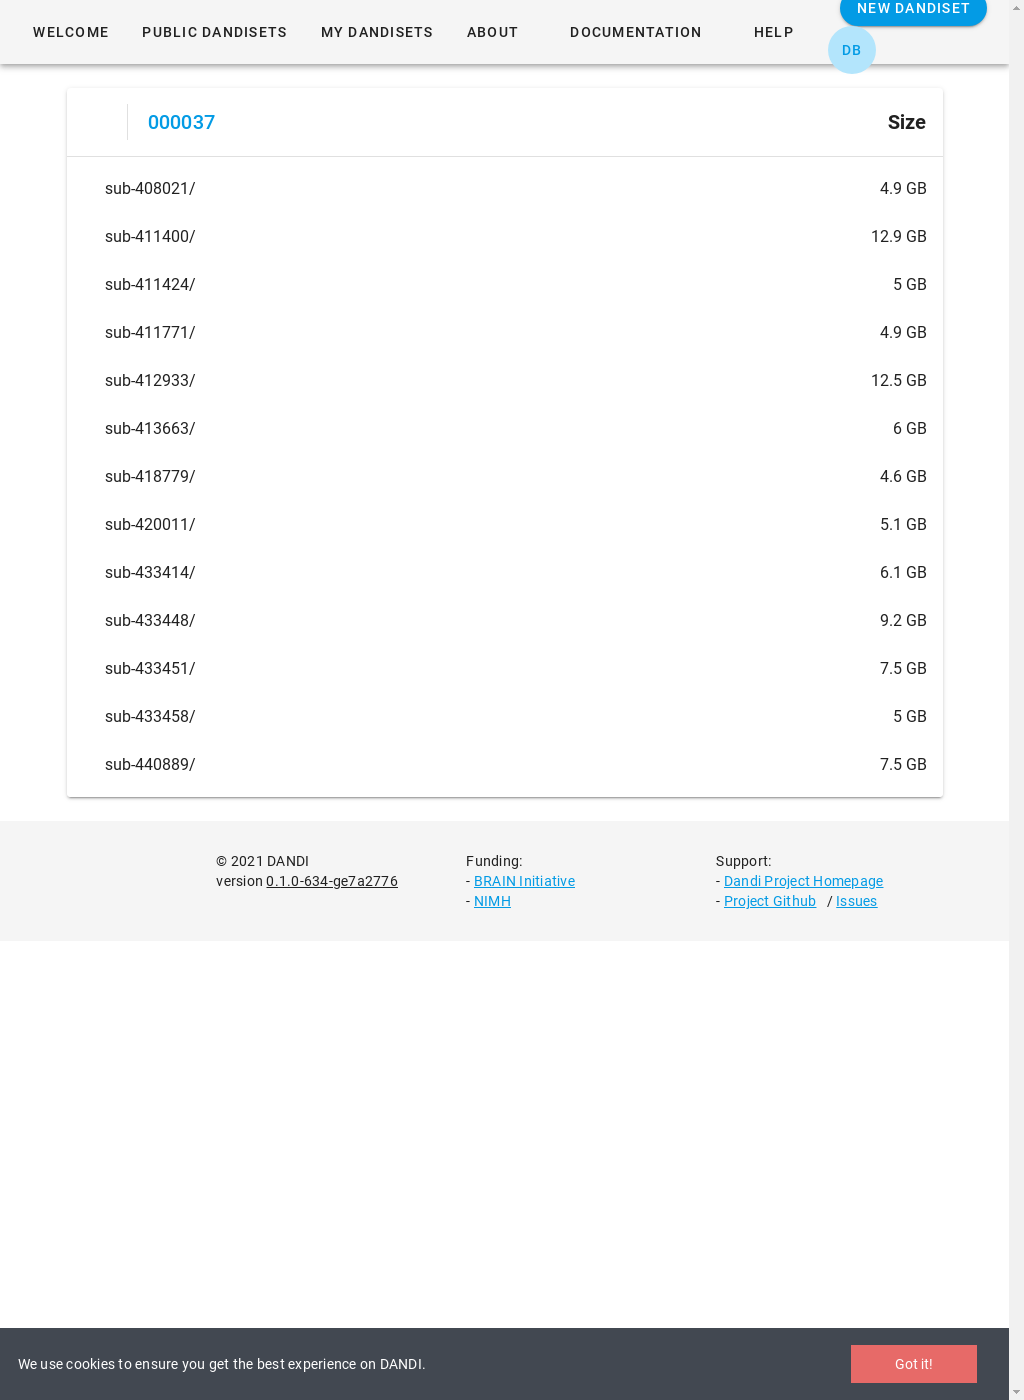 WELCOME PUBLIC DANDISETS MY DANDISETS ABOUT DOCUMENTATION HELP NEW DANDISET
DB
000037 Size
sub-408021/ 4.9 GB
sub-411400/ 12.9 GB
sub-411424/ 5 GB
sub-411771/ 4.9 GB
sub-412933/ 12.5 GB
sub-413663/ 6 GB
sub-418779/ 4.6 GB
sub-420011/ 5.1 GB
sub-433414/ 6.1 GB
sub-433448/ 9.2 GB
sub-433451/ 7.5 GB
sub-433458/ 5 GB
sub-440889/ 7.5 GB
© 2021 DANDI
version 0.1.0-634-ge7a2776
Funding:
- BRAIN Initiative
- NIMH
Support:
- Dandi Project Homepage
- Project Github / Issues
We use cookies to ensure you get the best experience on DANDI. Got it!